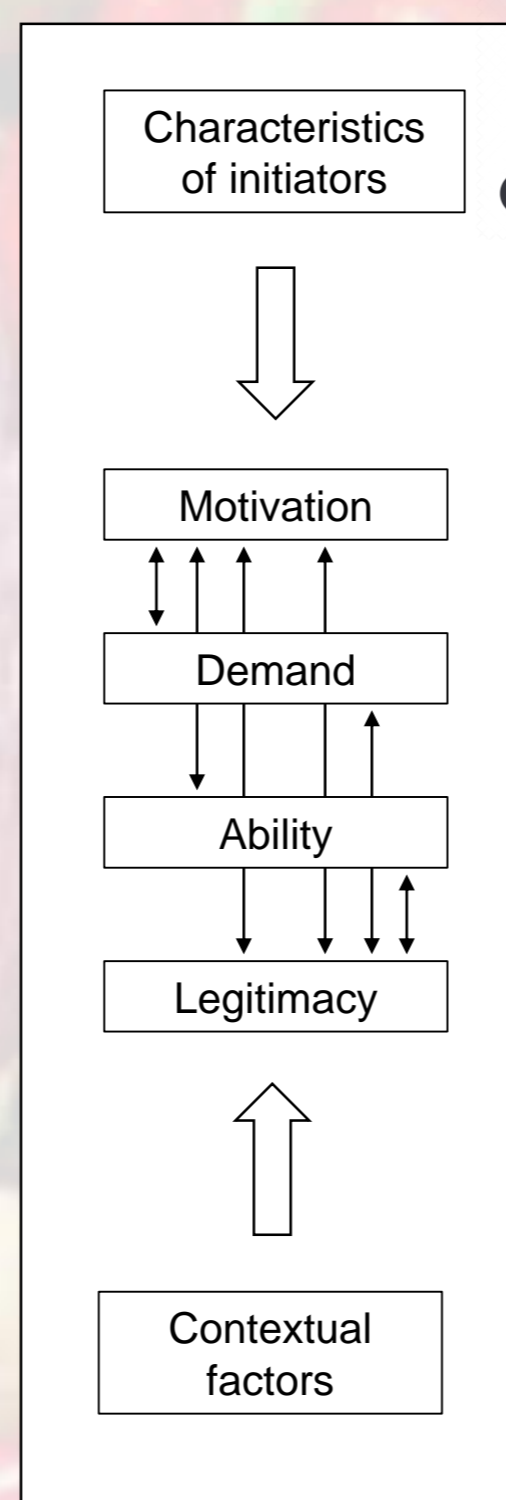 Characteristics
of initiators
Motivation
Demand
Ability
Legitimacy
Contextual
factors